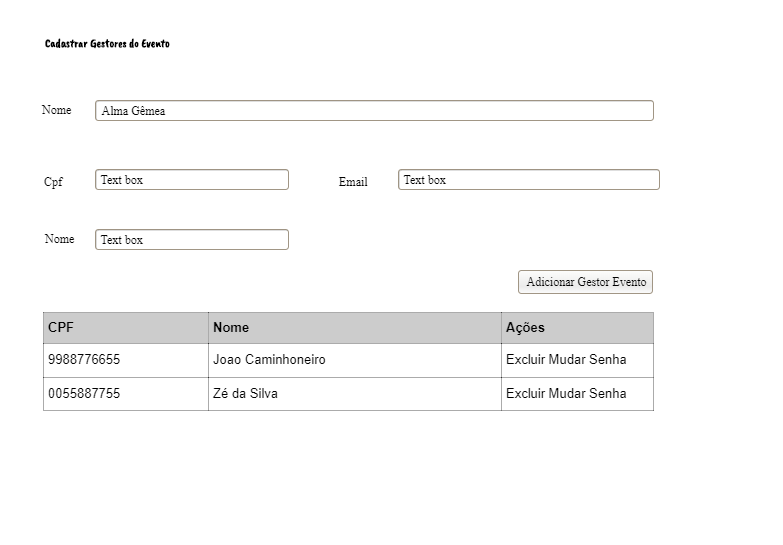 Cadastrar Gestores do Evento
Nome Alma Gêmea
Cpf Text box Email Text box
Nome Text box
Adicionar Gestor Evento
CPF Nome Ações
9988776655 Joao Caminhoneiro Excluir Mudar Senha
0055887755 Zé da Silva Excluir Mudar Senha